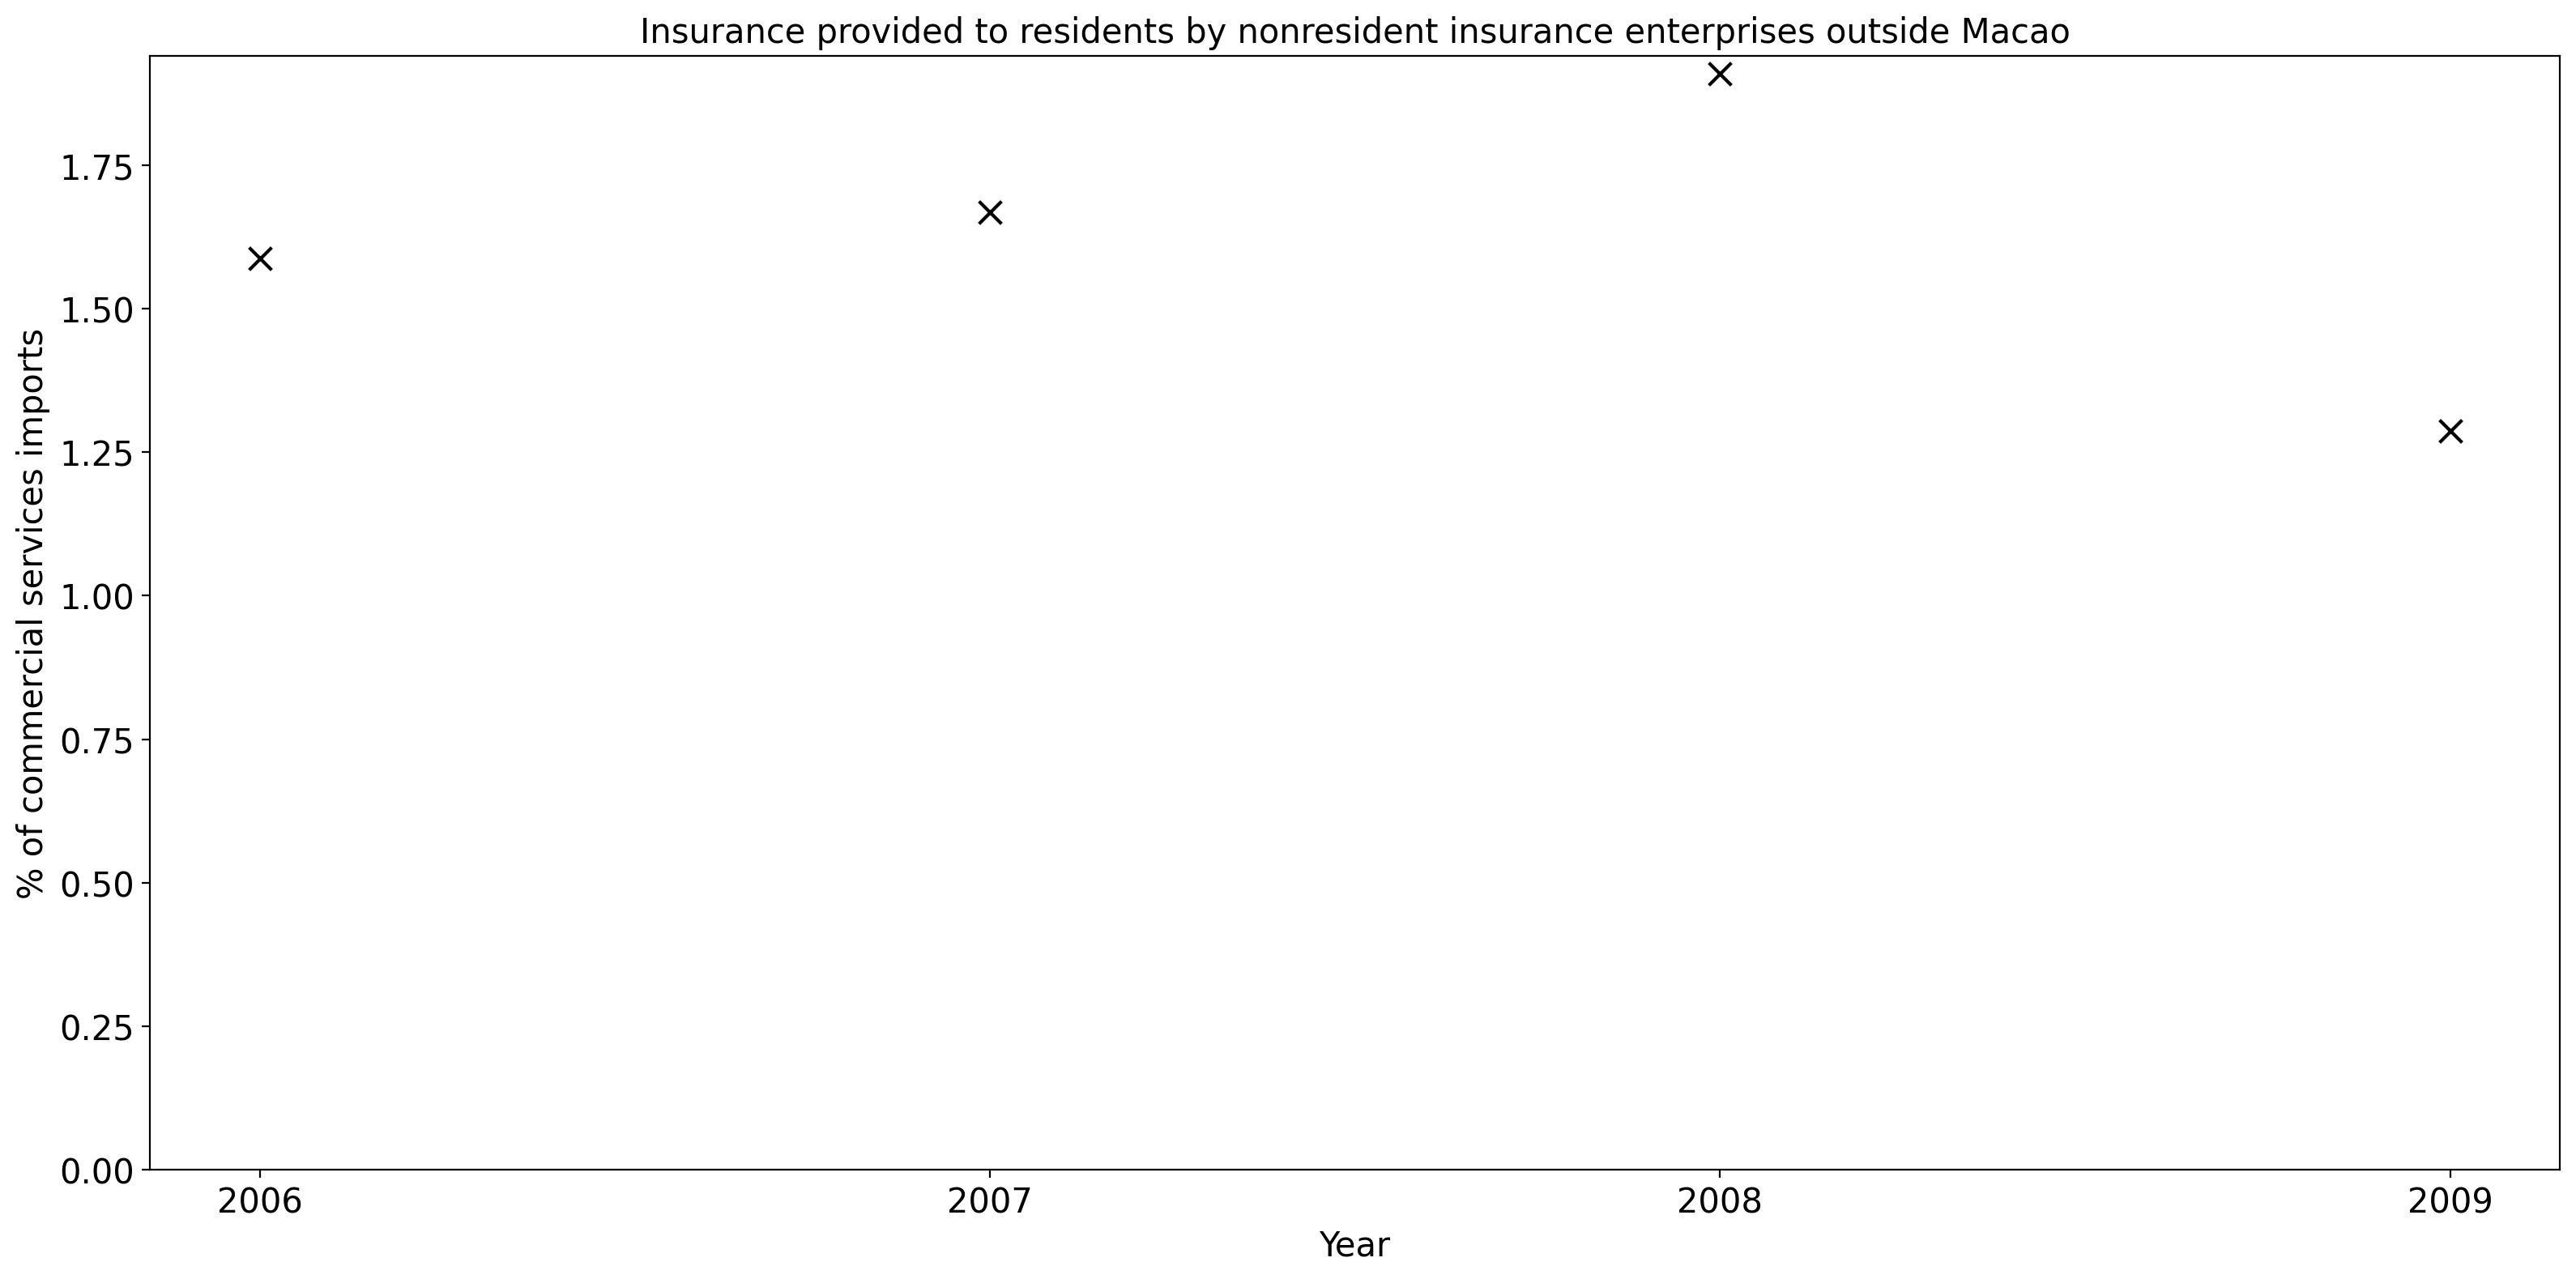 Insurance provided to residents by nonresident insurance enterprises outside Macao
% of commercial services imports
1.75
1.50
1.25
1.00
0.75
0.50
0.25
0.00
2006 2007 2008 2009
Year